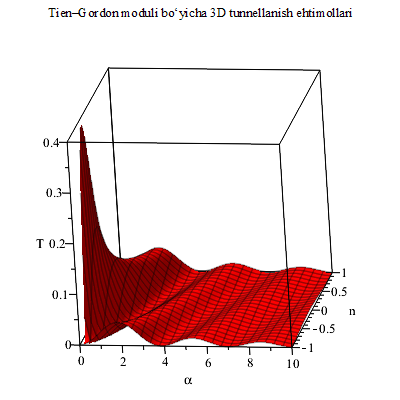 Tien–Gordon moduli bo‘yicha 3D tunnellanish ehtimollari
0.4
0.3
T 0.2
0.1
0
0 2 4 6 8 10
α
1
0.5
0
n
-0.5
-1